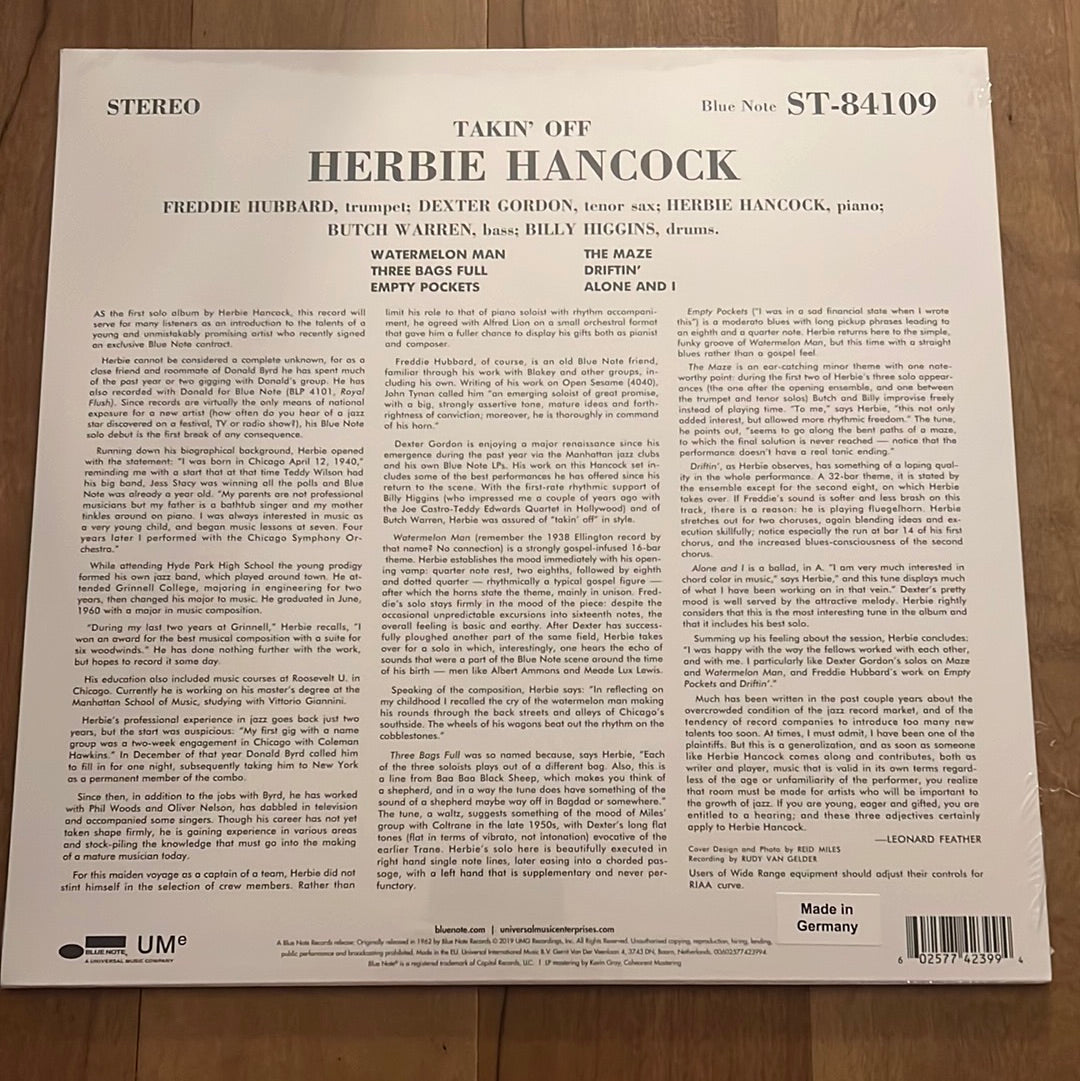 STEREO
Blue Note ST-84109
TAKIN' OFF
HERBIE HANCOCK
FREDDIE HUBBARD, trumpet; DEXTER GORDON, tenor sax; HERBIE HANCOCK, piano;
BUTCH WARREN, bass; BILLY HIGGINS, drums.
WATERMELON MAN
THREE BAGS FULL
EMPTY POCKETS
THE MAZE
DRIFTIN'
ALONE AND I
AS the first solo album by Herbie Hancock, this record will
serve for many listeners as an introduction to the talents of a
young and unmistakably promising artist who recently signed
an exclusive Blue Note contract.
Herbie cannot be considered a complete unknown, for as a
close friend and roommate of Donald Byrd he has spent much
of the past year or two gigging with Donald's group. He has
also recorded with Donald for Blue Note (BLP 4101, Royal
Flush). Since records are virtually the only means of national
exposure for a new artist (how often do you hear of a jazz
star discovered on a festival, TV or radio show?), his Blue Note
solo debut is the first break of any consequence.
Running down his biographical background, Herbie opened
with the statement: "I was born in Chicago April 12, 1940,"
reminding me with a start that at that time Teddy Wilson had
his big band, Jess Stacy was winning all the polls and Blue
Note was already a year old. "My parents are not professional
musicians but my father is a bathtub singer and my mother
tinkles around on piano. I was always interested in music as
a very young child, and began music lessons at seven. Four
years later I performed with the Chicago Symphony Or-
chestra."
While attending Hyde Park High School the young prodigy
formed his own jazz band, which played around town. He at-
tended Grinnell College, majoring in engineering for two
years, then changed his major to music. He graduated in June,
1960 with a major in music composition.
"During my last two years at Grinnell," Herbie recalls, "I
won an award for the best musical composition with a suite for
six woodwinds." He has done nothing further with the work,
but hopes to record it some day.
His education also included music courses at Roosevelt U. in
Chicago. Currently he is working on his master's degree at the
Manhattan School of Music, studying with Vittorio Giannini.
Herbie's professional experience in jazz goes back just two
years, but the start was auspicious: "My first gig with a name
group was a two-week engagement in Chicago with Coleman
Hawkins." In December of that year Donald Byrd called him
to fill in for one night, subsequently taking him to New York
as a permanent member of the combo.
Since then, in addition to the jobs with Byrd, he has worked
with Phil Woods and Oliver Nelson, has dabbled in television
and accompanied some singers. Though his career has not yet
taken shape firmly, he is gaining experience in various areas
and stock-piling the knowledge that must go into the making
of a mature musician today.
For this maiden voyage as a captain of a team, Herbie did not
stint himself in the selection of crew members. Rather than
limit his role to that of piano soloist with rhythm accompani-
ment, he agreed with Alfred Lion on a small orchestral format
that gave him a fuller chance to display his gifts both as pianist
and composer.
Freddie Hubbard, of course, is an old Blue Note friend,
familiar through his work with Blakey and other groups, in-
cluding his own. Writing of his work on Open Sesame (4040),
John Tynan called him "an emerging soloist of great promise,
with a big, strongly assertive tone, mature ideas and forth-
rightness of conviction; moreover, he is thoroughly in command
of his horn."
Dexter Gordon is enjoying a major renaissance since his
emergence during the past year via the Manhattan jazz clubs
and his own Blue Note LPs. His work on this Hancock set in-
cludes some of the best performances he has offered since his
return to the scene. With the first-rate rhythmic support of
Billy Higgins (who impressed me a couple of years ago with
the Joe Castro-Teddy Edwards Quartet in Hollywood) and of
Butch Warren, Herbie was assured of "takin' off" in style.
Watermelon Man (remember the 1938 Ellington record by
that name? No connection) is a strongly gospel-infused 16-bar
theme. Herbie establishes the mood immediately with his open-
ing vamp: quarter note rest, two eighths, followed by eighth
and dotted quarter — rhythmically a typical gospel figure —
after which the horns state the theme, mainly in unison. Fred-
die's solo stays firmly in the mood of the piece: despite the
occasional unpredictable excursions into sixteenth notes, the
overall feeling is basic and earthy. After Dexter has success-
fully ploughed another part of the same field, Herbie takes
over for a solo in which, interestingly, one hears the echo of
sounds that were a part of the Blue Note scene around the time
of his birth — men like Albert Ammons and Meade Lux Lewis.
Speaking of the composition, Herbie says: "In reflecting on
my childhood I recalled the cry of the watermelon man making
his rounds through the back streets and alleys of Chicago's
southside. The wheels of his wagons beat out the rhythm on the
cobblestones."
Three Bags Full was so named because, says Herbie, "Each
of the three soloists plays out of a different bag. Also, this is
a line from Baa Baa Black Sheep, which makes you think of
a shepherd, and in a way the tune does have something of the
sound of a shepherd maybe way off in Bagdad or somewhere."
The tune, a waltz, suggests something of the mood of Miles'
group with Coltrane in the late 1950s, with Dexter's long flat
tones (flat in terms of vibrato, not intonation) evocative of the
earlier Trane. Herbie's solo here is beautifully executed in
right hand single note lines, later easing into a chorded pas-
sage, with a left hand that is supplementary and never per-
functory.
Empty Pockets ("I was in a sad financial state when I wrote
this") is a moderato blues with long pickup phrases leading to
an eighth and a quarter note. Herbie returns here to the simple,
funky groove of Watermelon Man, but this time with a straight
blues rather than a gospel feel.
The Maze is an ear-catching minor theme with one note-
worthy point: during the first two of Herbie's three solo appear-
ances (the one after the opening ensemble, and one between
the trumpet and tenor solos) Butch and Billy improvise freely
instead of playing time. "To me," says Herbie, "this not only
added interest, but allowed more rhythmic freedom." The tune,
he points out, "seems to go along the bent paths of a maze,
to which the final solution is never reached — notice that the
performance doesn't have a real tonic ending."
Driftin', as Herbie observes, has something of a loping qual-
ity in the whole performance. A 32-bar theme, it is stated by
the ensemble except for the second eight, on which Herbie
takes over. If Freddie's sound is softer and less brash on this
track, there is a reason: he is playing fluegelhorn. Herbie
stretches out for two choruses, again blending ideas and ex-
ecution skilfully; notice especially the run at bar 14 of his first
chorus, and the increased blues-consciousness of the second
chorus.
Alone and I is a ballad, in A. "I am very much interested in
chord color in music," says Herbie," and this tune displays much
of what I have been working on in that vein." Dexter's pretty
mood is well served by the attractive melody. Herbie rightly
considers that this is the most interesting tune in the album and
that it includes his best solo.
Summing up his feeling about the session, Herbie concludes:
"I was happy with the way the fellows worked with each other,
and with me. I particularly like Dexter Gordon's solos on Maze
and Watermelon Man, and Freddie Hubbard's work on Empty
Pockets and Driftin'."
Much has been written in the past couple years about the
overcrowded condition of the jazz record market, and of the
tendency of record companies to introduce too many new
talents too soon. At times, I must admit, I have been one of the
plaintiffs. But this is a generalization, and as soon as someone
like Herbie Hancock comes along and contributes, both as
writer and player, music that is valid in its own terms regard-
less of the age or unfamiliarity of the performer, you realize
that room must be made for artists who will be important to
the growth of jazz. If you are young, eager and gifted, you are
entitled to a hearing; and these three adjectives certainly
apply to Herbie Hancock.
—LEONARD FEATHER
Cover Design and Photo by REID MILES
Recording by RUDY VAN GELDER
Users of Wide Range equipment should adjust their controls for
RIAA curve.
Made in
Germany
BLUE NOTE
A UNIVERSAL MUSIC COMPANY
UMe
bluenote.com | universalmusicenterprises.com
A Blue Note Records release. Originally released in 1962 by Blue Note Records © 2019 UMG Recordings, Inc. All Rights Reserved. Unauthorised copying, reproduction, hiring, lending,
public performance and broadcasting prohibited. Made in the EU. Universal International Music B.V. Gerrit Van Der Veenlaan 4, 3743 DN, Baarn, Netherlands. 00602577423994.
Blue Note® is a registered trademark of Capitol Records, LLC. | LP mastering by Kevin Gray, Cohearent Mastering
6 02577 42399 4